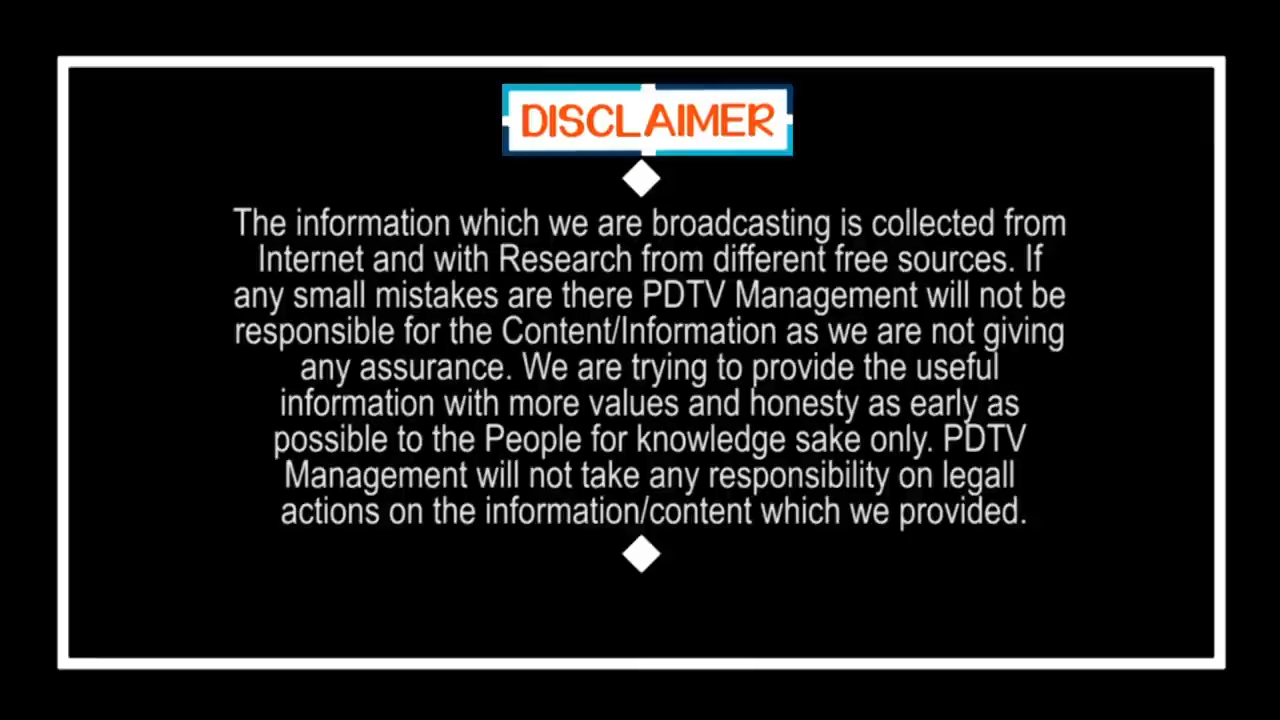 DISCLAIMER
The information which we are broadcasting is collected from
Internet and with Research from different free sources. If
any small mistakes are there PDTV Management will not be
responsible for the Content/Information as we are not giving
any assurance. We are trying to provide the useful
information with more values and honesty as early as
possible to the People for knowledge sake only. PDTV
Management will not take any responsibility on legall
actions on the information/content which we provided.